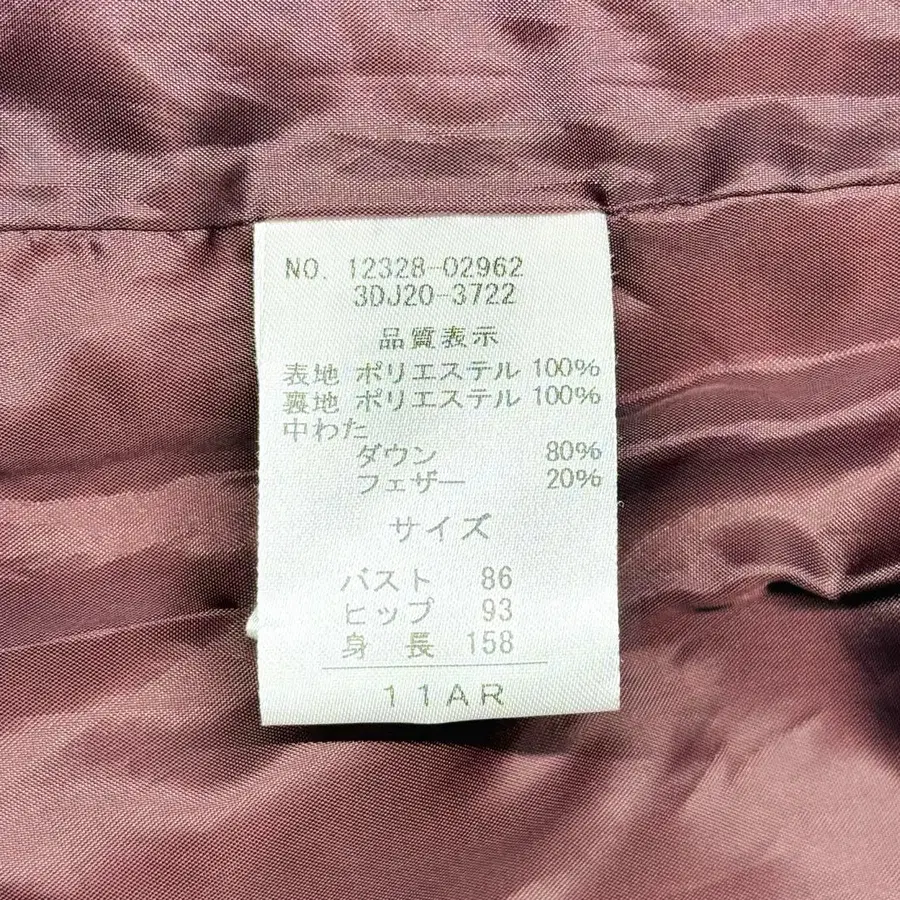 NO. 12328-02962
3DJ20-3722
品質表示
表地 ポリエステル 100%
裏地 ポリエステル 100%
中わた
ダウン 80%
フェザー 20%
サイズ
バスト 86
ヒップ 93
身長 158
11AR